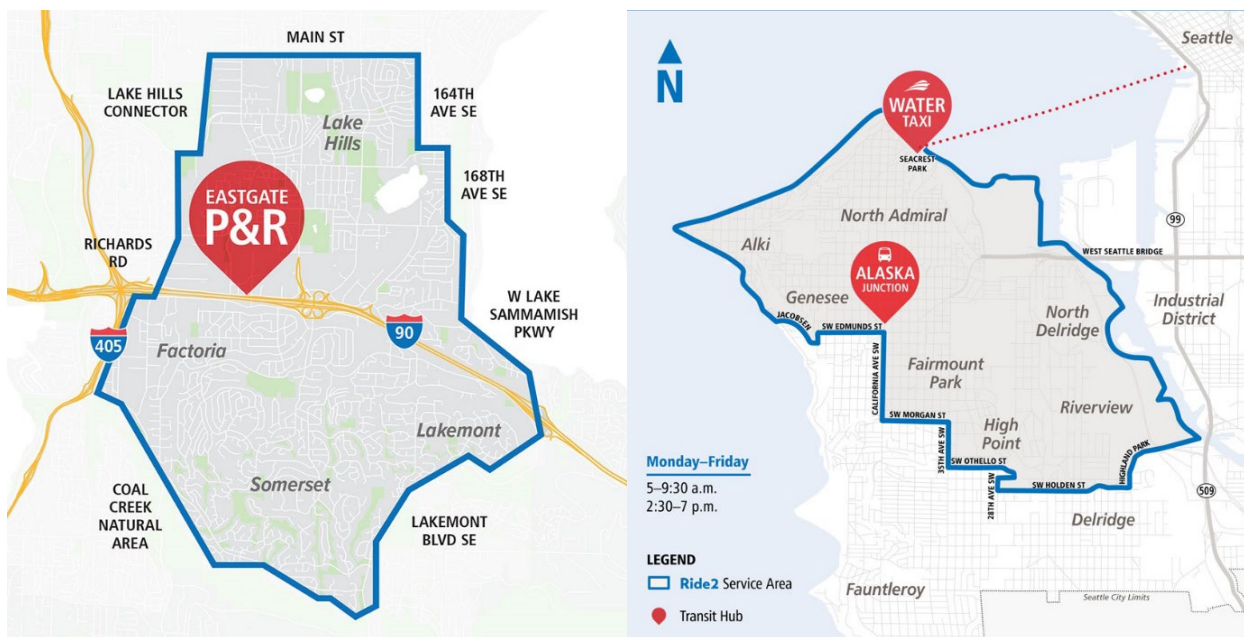 MAIN ST
LAKE HILLS
CONNECTOR
164TH
AVE SE
Lake
Hills
168TH
AVE SE
EASTGATE
P&R
RICHARDS
RD
W LAKE
SAMMAMISH
PKWY
405
90
Factoria
Lakemont
Somerset
COAL
CREEK
NATURAL
AREA
LAKEMONT
BLVD SE
N
Seattle
WATER
TAXI
SEACREST
PARK
North Admiral
99
Alki
WEST SEATTLE BRIDGE
ALASKA
JUNCTION
Genesee
JACOBSEN
SW EDMUNDS ST
North
Delridge
Industrial
District
CALIFORNIA AVE SW
Fairmount
Park
SW MORGAN ST
High
Point
Riverview
35TH AVE SW
SW OTHELLO ST
HIGHLAND PARK
28TH AVE SW
SW HOLDEN ST
509
Delridge
Monday–Friday
5–9:30 a.m.
2:30–7 p.m.
LEGEND
Ride2 Service Area
Transit Hub
Fauntleroy
Seattle City Limits